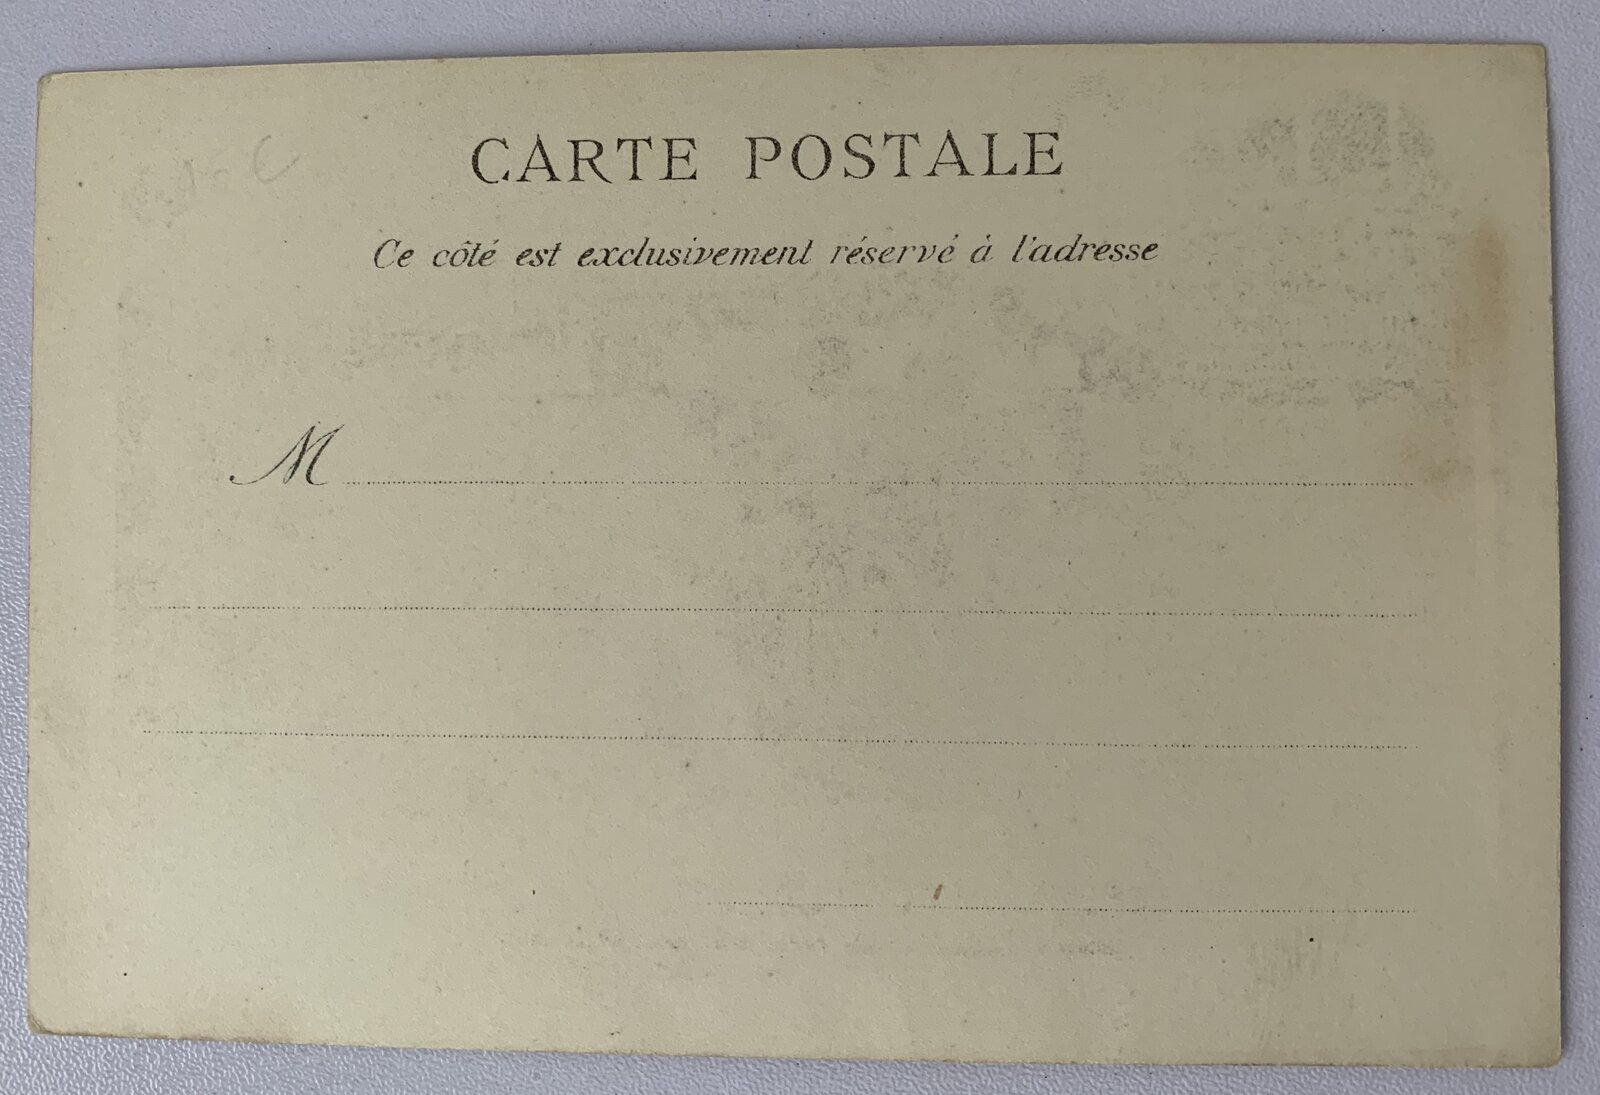 CARTE POSTALE
Ce côté est exclusivement réservé à l'adresse
M